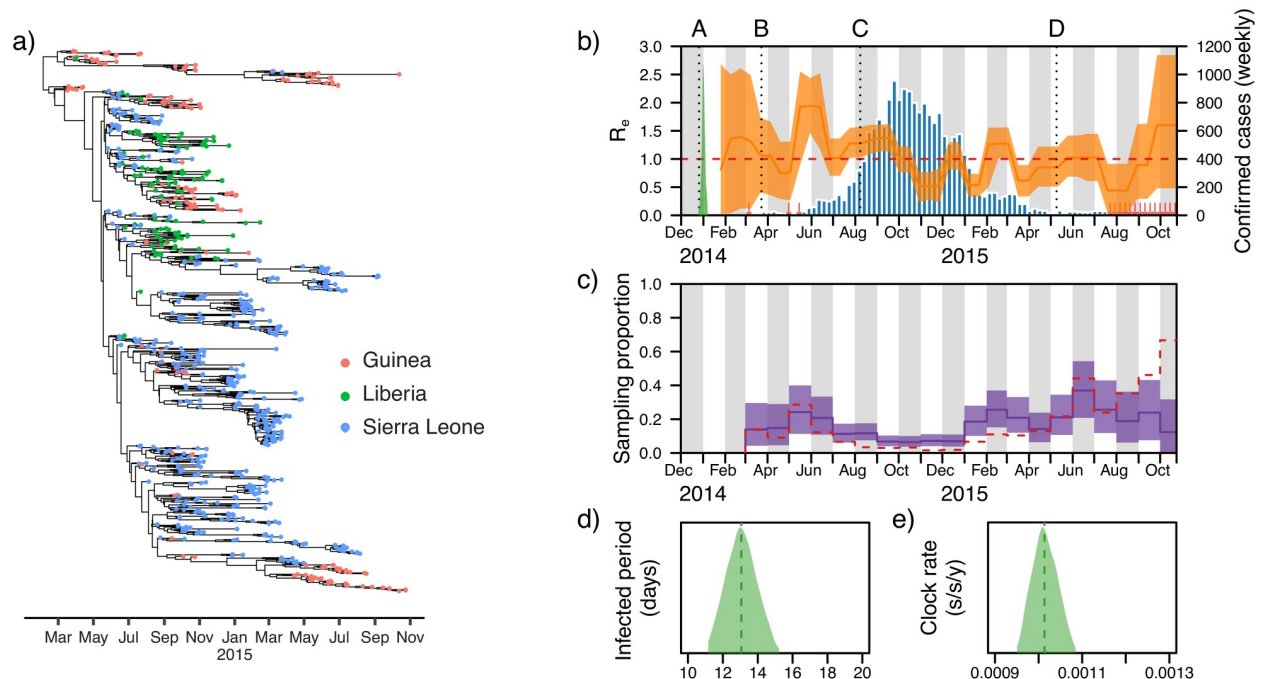 a)
Guinea
Liberia
Sierra Leone
Mar May Jul Sep Nov Jan Mar May Jul Sep Nov
2015
b)
A B C D
3.0
2.5
2.0
1.5
1.0
0.5
0.0
Re
1200
1000
800
600
400
200
0
Confirmed cases (weekly)
Dec Feb Apr Jun Aug Oct Dec Feb Apr Jun Aug Oct
2014 2015
c)
1.0
0.8
0.6
0.4
0.2
0.0
Sampling proportion
Dec Feb Apr Jun Aug Oct Dec Feb Apr Jun Aug Oct
2014 2015
d)
Infected period
(days)
10 12 14 16 18 20
e)
Clock rate
(s/s/y)
0.0009 0.0011 0.0013